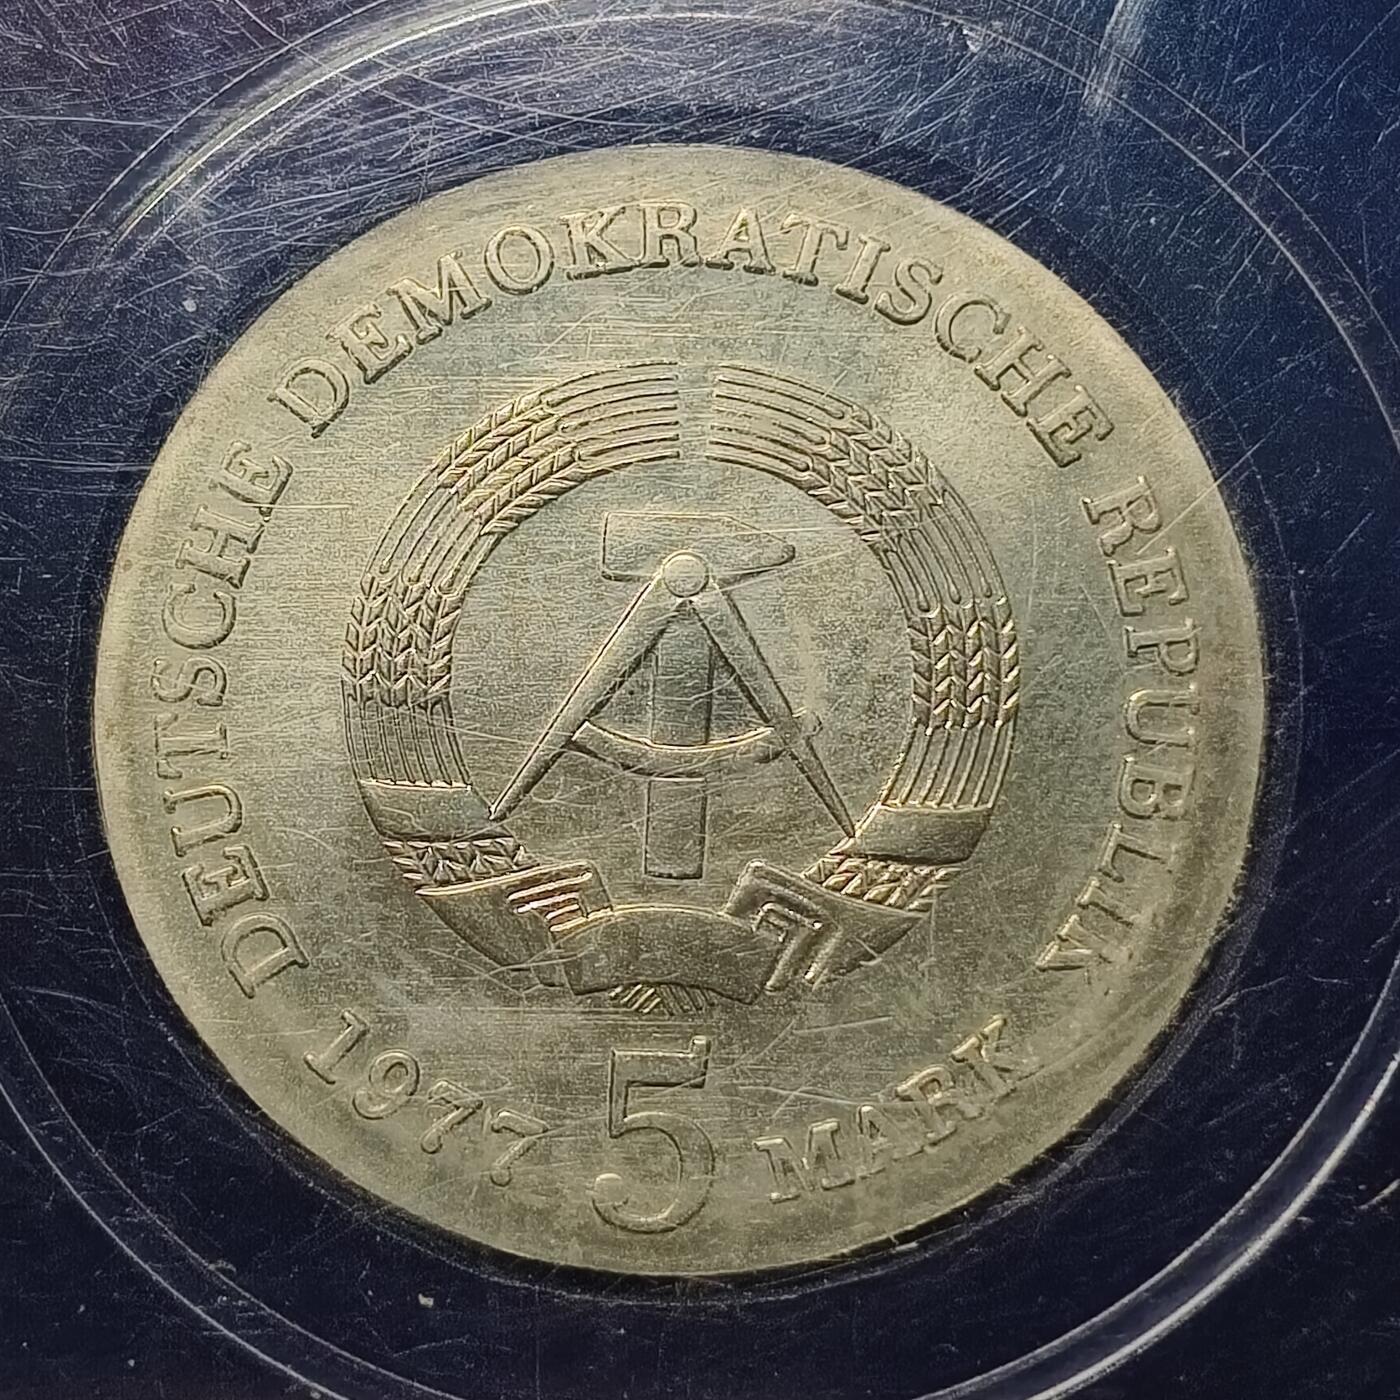 DEUTSCHE DEMOKRATISCHE REPUBLIK
1977 5 MARK